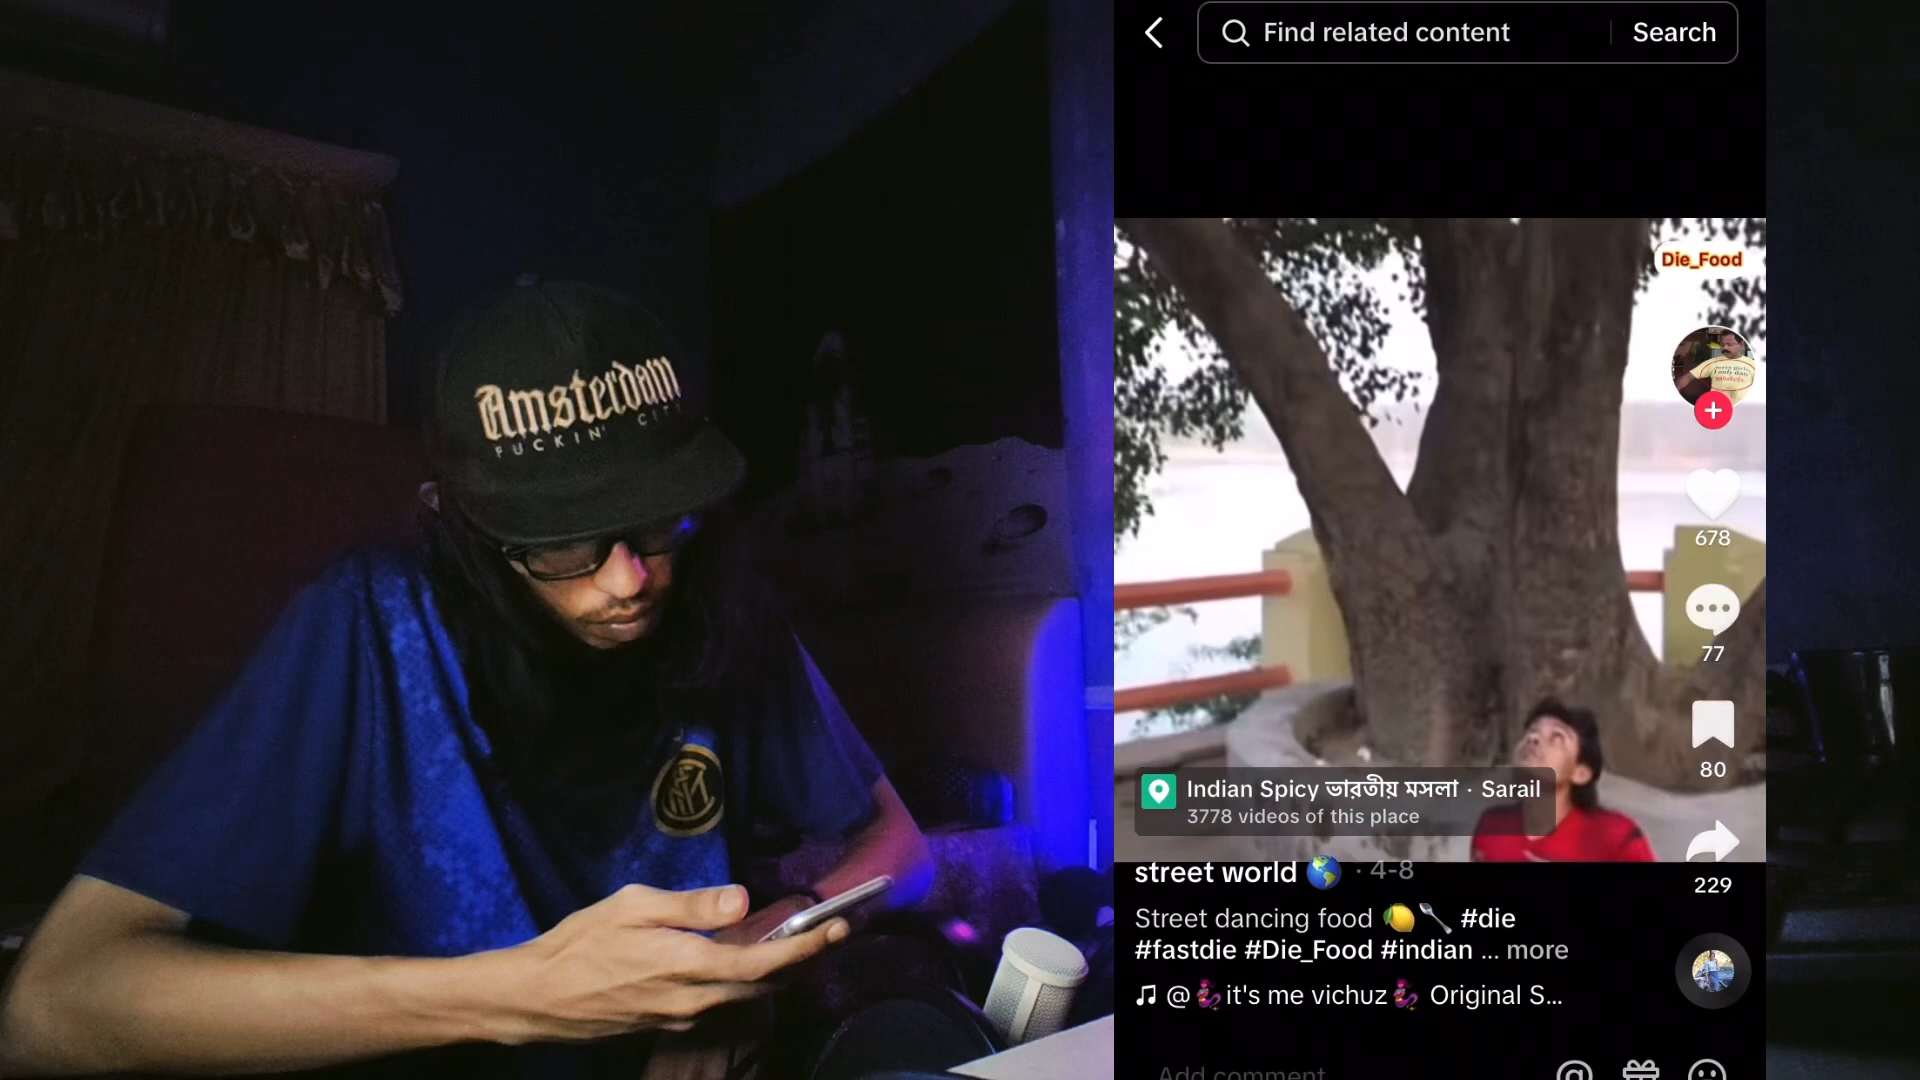 Amsterdam
FUCKIN' CITY
Find related content
Search
Die_Food
678
77
80
229
Indian Spicy ভারতীয় মসলা · Sarail
3778 videos of this place
street world · 4-8
Street dancing food #die
#fastdie #Die_Food #indian ... more
@it's me vichuz Original S...
Add comment